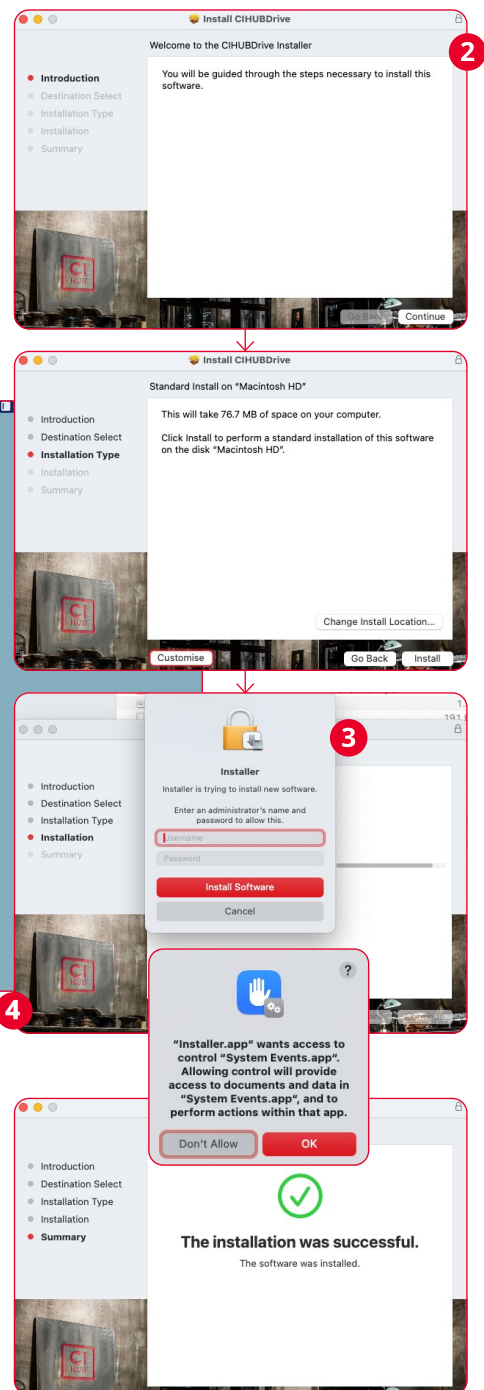 Install CIHUBDrive
Welcome to the CIHUBDrive Installer
2
Introduction
Destination Select
Installation Type
Installation
Summary
You will be guided through the steps necessary to install this
software.
CI
HUB
Go Back
Continue
Install CIHUBDrive
Standard Install on “Macintosh HD”
Introduction
Destination Select
Installation Type
Installation
Summary
This will take 76.7 MB of space on your computer.
Click Install to perform a standard installation of this software
on the disk “Macintosh HD”.
CI
HUB
Change Install Location...
Customise
Go Back
Install
3
Introduction
Destination Select
Installation Type
Installation
Summary
Installer
Installer is trying to install new software.
Enter an administrator's name and
password to allow this.
Username
Password
Install Software
Cancel
CI
HUB
4
?
“Installer.app” wants access to
control “System Events.app”.
Allowing control will provide
access to documents and data in
“System Events.app”, and to
perform actions within that app.
Don't Allow
OK
Introduction
Destination Select
Installation Type
Installation
Summary
The installation was successful.
The software was installed.
CI
HUB